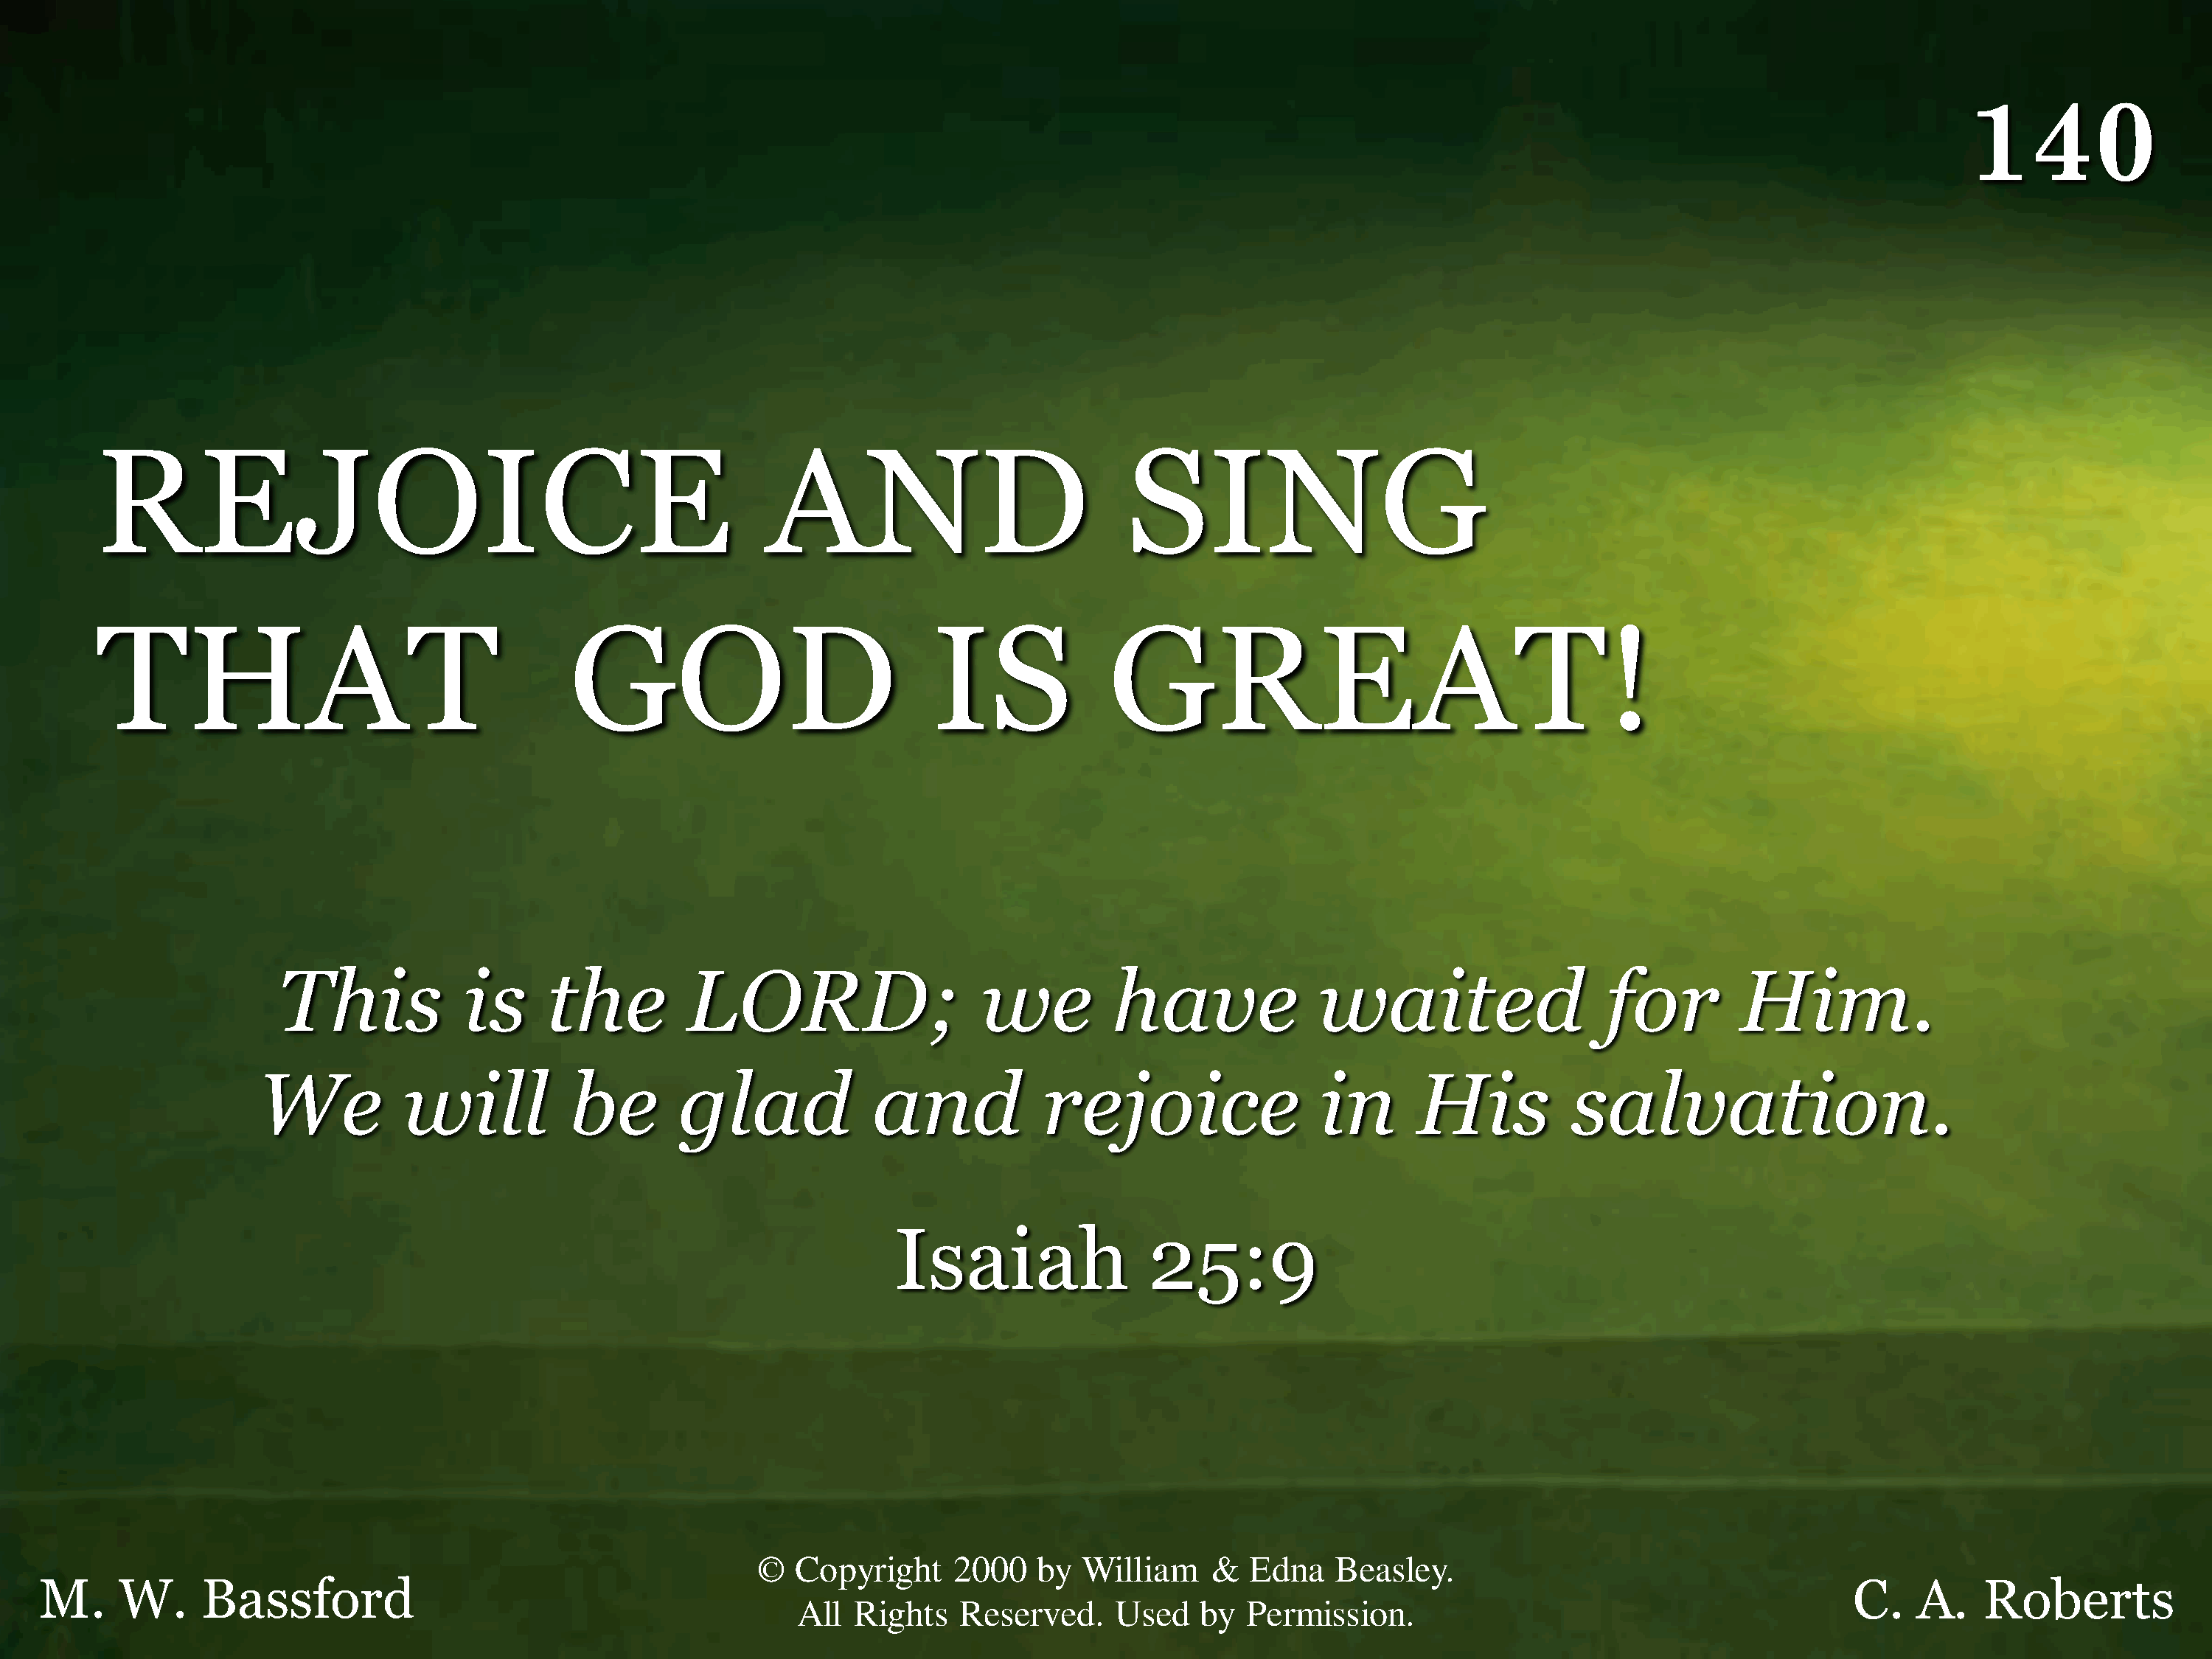 140
REJOICE AND SING
THAT GOD IS GREAT!
This is the LORD; we have waited for Him.
We will be glad and rejoice in His salvation.
Isaiah 25:9
M. W. Bassford
© Copyright 2000 by William & Edna Beasley.
All Rights Reserved. Used by Permission.
C. A. Roberts